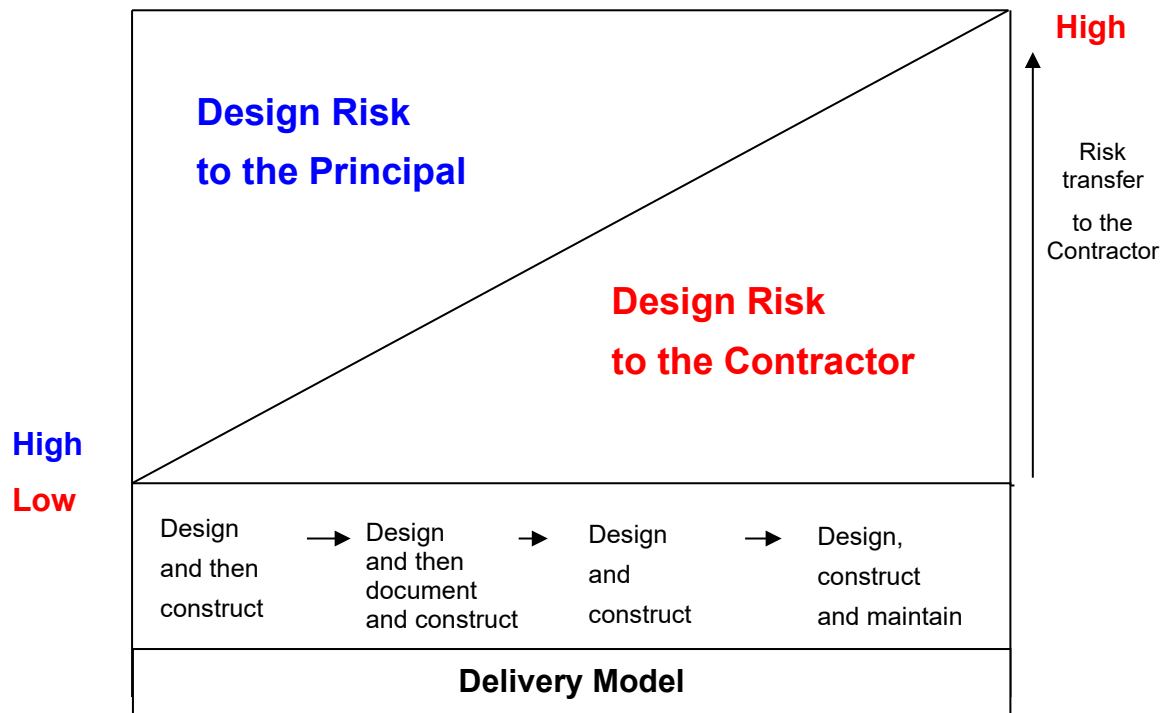 High
Design Risk
to the Principal
Risk
transfer
to the
Contractor
Design Risk
to the Contractor
High
Low
Design
and then
construct
Design
and then
document
and construct
Design
and
construct
Design,
construct
and maintain
Delivery Model